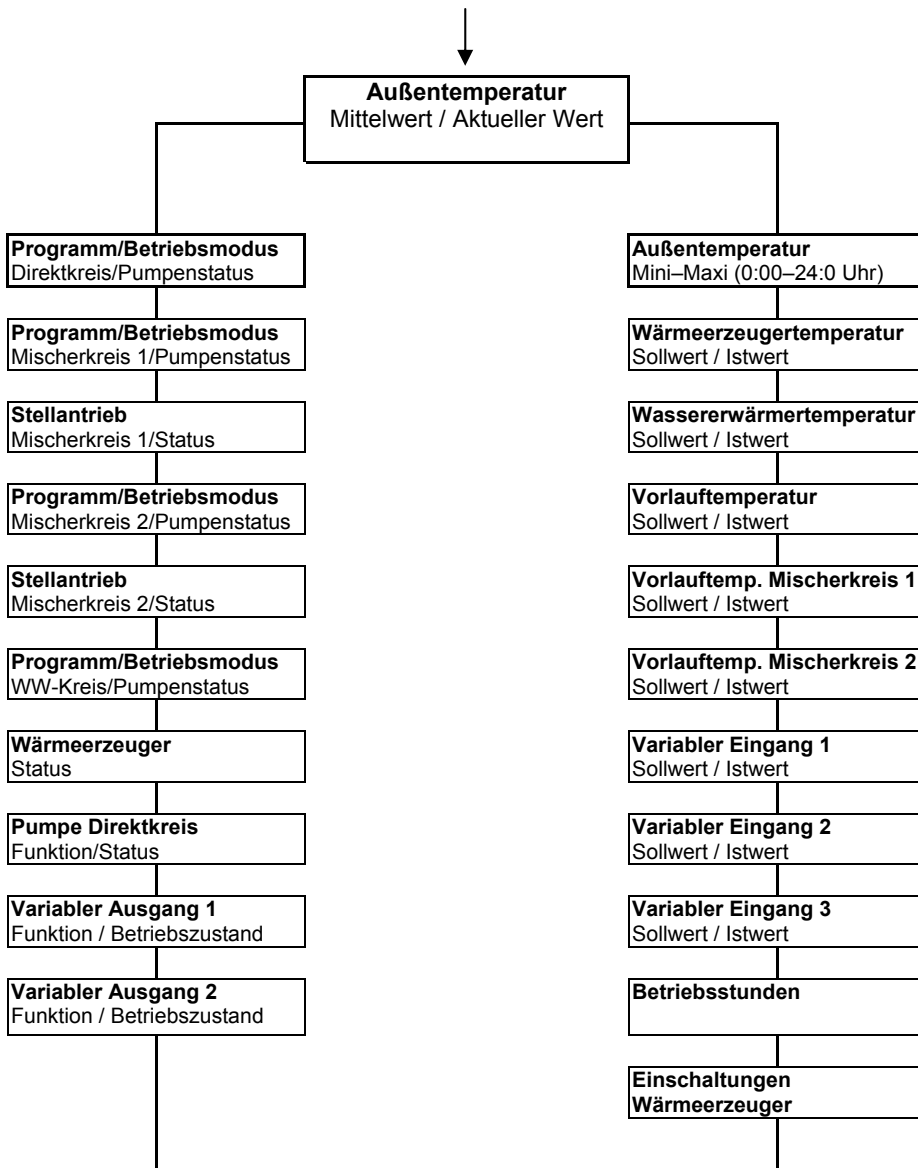 Außentemperatur
Mittelwert / Aktueller Wert
Programm/Betriebsmodus
Direktkreis/Pumpenstatus
Programm/Betriebsmodus
Mischerkreis 1/Pumpenstatus
Stellantrieb
Mischerkreis 1/Status
Programm/Betriebsmodus
Mischerkreis 2/Pumpenstatus
Stellantrieb
Mischerkreis 2/Status
Programm/Betriebsmodus
WW-Kreis/Pumpenstatus
Wärmeerzeuger
Status
Pumpe Direktkreis
Funktion/Status
Variabler Ausgang 1
Funktion / Betriebszustand
Variabler Ausgang 2
Funktion / Betriebszustand
Außentemperatur
Mini–Maxi (0:00–24:0 Uhr)
Wärmeerzeugertemperatur
Sollwert / Istwert
Wassererwärmertemperatur
Sollwert / Istwert
Vorlauftemperatur
Sollwert / Istwert
Vorlauftemp. Mischerkreis 1
Sollwert / Istwert
Vorlauftemp. Mischerkreis 2
Sollwert / Istwert
Variabler Eingang 1
Sollwert / Istwert
Variabler Eingang 2
Sollwert / Istwert
Variabler Eingang 3
Sollwert / Istwert
Betriebsstunden
Einschaltungen
Wärmeerzeuger